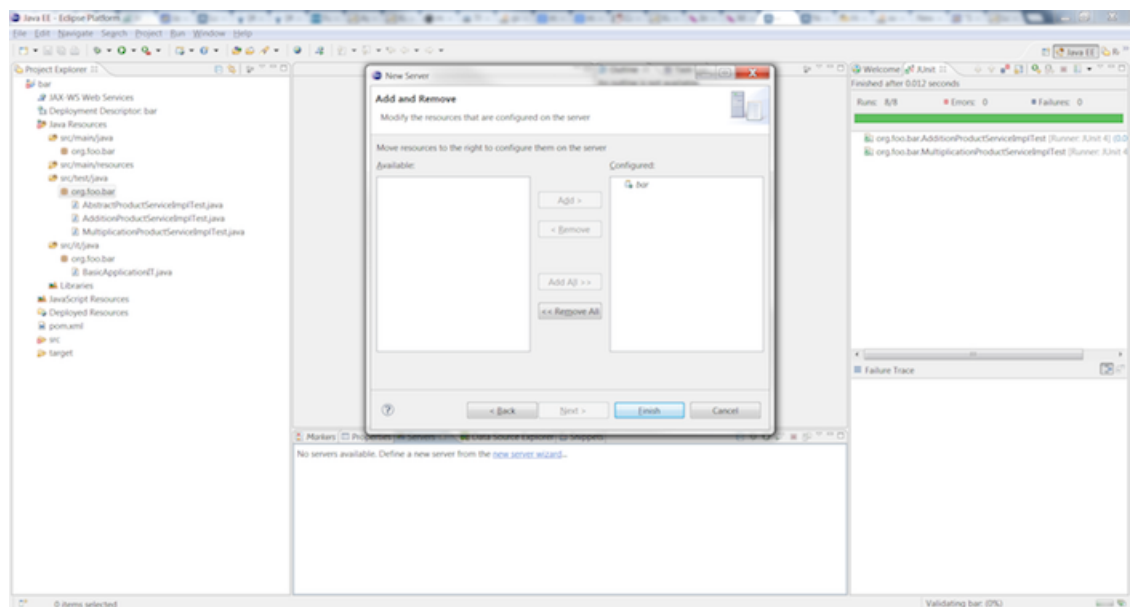 Java EE - Eclipse Platform
File Edit Navigate Search Project Run Window Help
Java EE
Project Explorer
bar
JAX-WS Web Services
Deployment Descriptor: bar
Java Resources
src/main/java
org.foo.bar
src/main/resources
src/test/java
org.foo.bar
AbstractProductServiceImplTest.java
AdditionProductServiceImplTest.java
MultiplicationProductServiceImplTest.java
src/it/java
org.foo.bar
BasicApplicationIT.java
Libraries
JavaScript Resources
Deployed Resources
pom.xml
src
target
New Server
Add and Remove
Modify the resources that are configured on the server
Move resources to the right to configure them on the server
Available:
Configured:
bar
Add >
< Remove
Add All >>
<< Remove All
< Back
Next >
Finish
Cancel
Markers
Properties
Servers
Data Source Explorer
Snippets
No servers available. Define a new server from the new server wizard...
Welcome
JUnit
Finished after 0.012 seconds
Runs: 8/8
Errors: 0
Failures: 0
org.foo.bar.AdditionProductServiceImplTest [Runner: JUnit 4] (0.0
org.foo.bar.MultiplicationProductServiceImplTest [Runner: JUnit 4
Failure Trace
0 items selected
Validating bar: (0%)